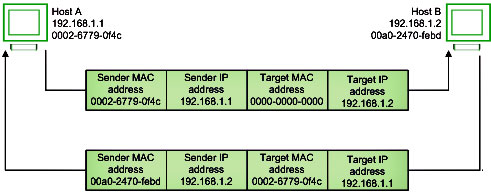 Host A
192.168.1.1
0002-6779-0f4c
Host B
192.168.1.2
00a0-2470-febd
Sender MAC address 0002-6779-0f4c
Sender IP address 192.168.1.1
Target MAC address 0000-0000-0000
Target IP address 192.168.1.2
Sender MAC address 00a0-2470-febd
Sender IP address 192.168.1.2
Target MAC address 0002-6779-0f4c
Target IP address 192.168.1.1